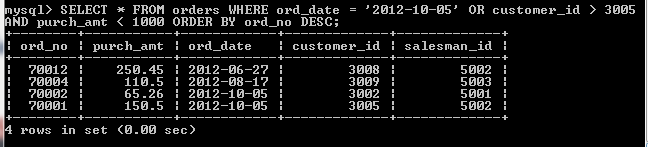 mysql> SELECT * FROM orders WHERE ord_date = '2012-10-05' OR customer_id > 3005
AND purch_amt < 1000 ORDER BY ord_no DESC;
+--------+-----------+------------+-------------+-------------+
¦ ord_no ¦ purch_amt ¦ ord_date   ¦ customer_id ¦ salesman_id ¦
+--------+-----------+------------+-------------+-------------+
¦  70012 ¦    250.45 ¦ 2012-06-27 ¦        3008 ¦        5002 ¦
¦  70004 ¦     110.5 ¦ 2012-08-17 ¦        3009 ¦        5003 ¦
¦  70002 ¦     65.26 ¦ 2012-10-05 ¦        3002 ¦        5001 ¦
¦  70001 ¦     150.5 ¦ 2012-10-05 ¦        3005 ¦        5002 ¦
+--------+-----------+------------+-------------+-------------+
4 rows in set (0.00 sec)